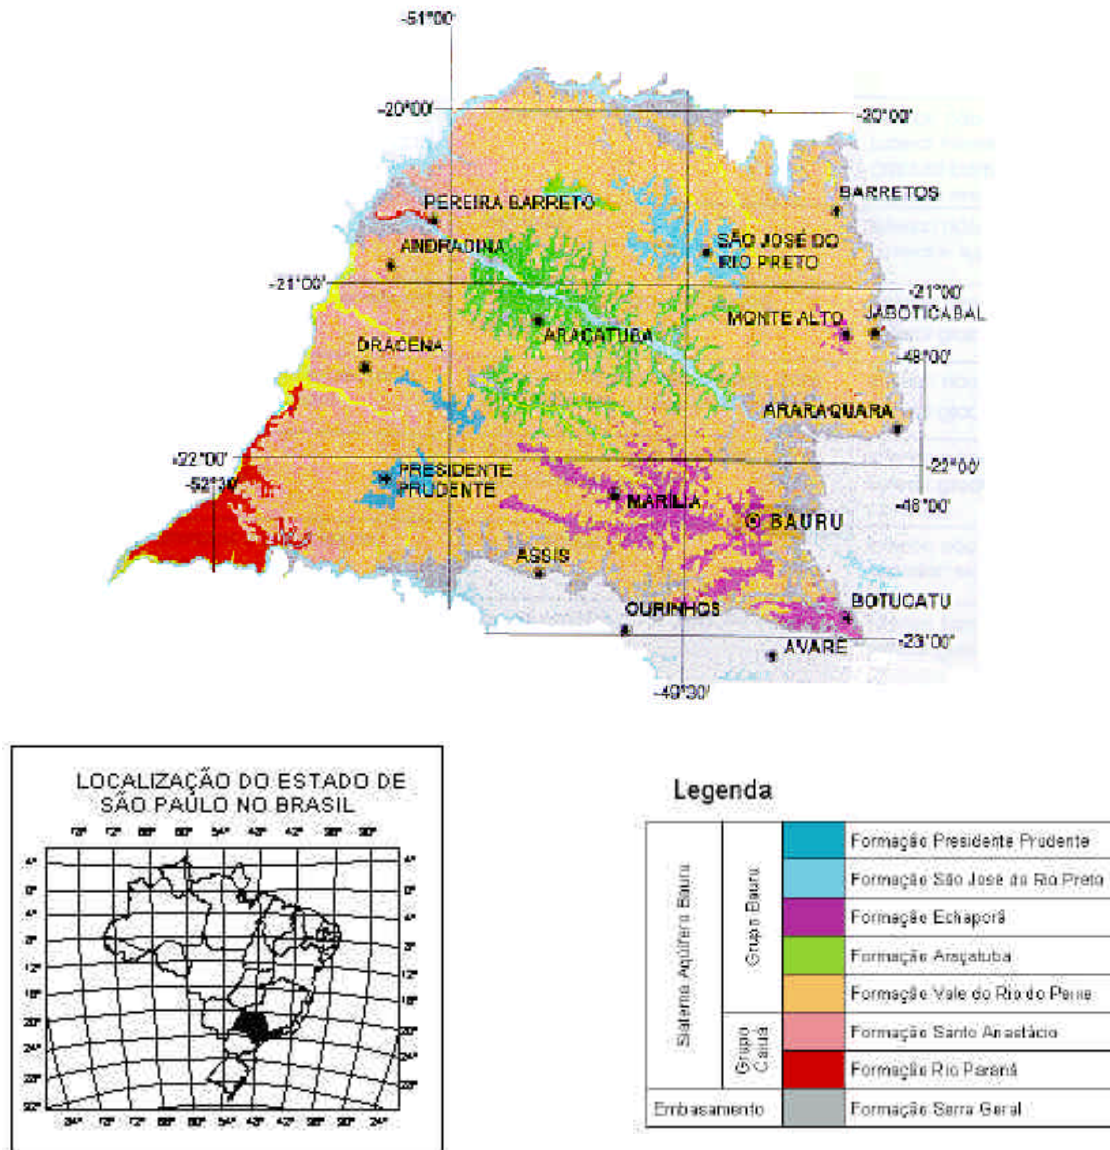 -51°00'
-20°00'
-20°00'
BARRETOS
PEREIRA BARRETO
ANDRADINA
SÃO JOSÉ DO
RIO PRETO
-21°00'
-21°00'
MONTE ALTO
JABOTICABAL
ARAÇATUBA
DRACENA
-48°00'
ARARAQUARA
-22°00'
-22°00'
-52°30'
PRESIDENTE
PRUDENTE
MARÍLIA
-48°00'
BAURU
ASSIS
OURINHOS
BOTUCATU
-23°00'
AVARÉ
-49°30'
LOCALIZAÇÃO DO ESTADO DE
SÃO PAULO NO BRASIL
Legenda
Sistema Aqüífero Bauru
Grupo Bauru
Formação Presidente Prudente
Formação São José do Rio Preto
Formação Echaporã
Formação Araçatuba
Formação Vale do Rio do Peixe
Grupo
Caiuá
Formação Santo Anastácio
Formação Rio Paraná
Embasamento
Formação Serra Geral